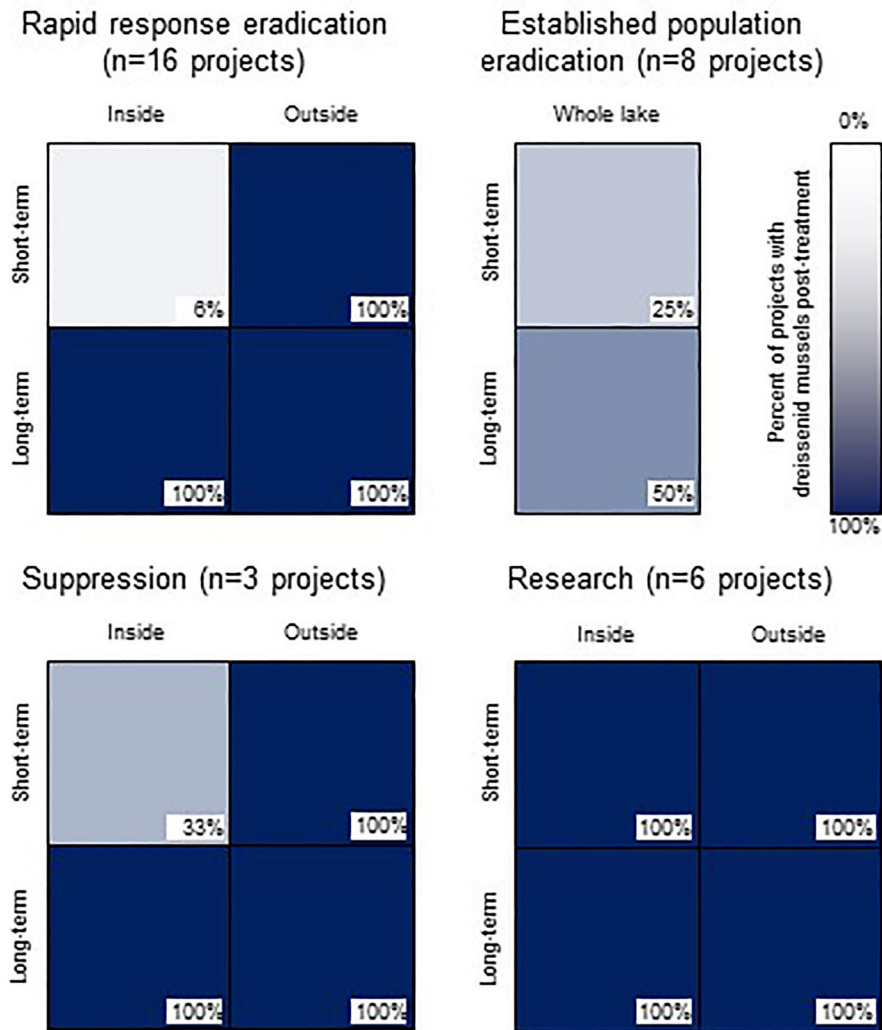 Rapid response eradication
(n=16 projects)
Inside
Outside
Short-term
6%
100%
Long-term
100%
100%
Established population
eradication (n=8 projects)
Whole lake
Short-term
25%
Long-term
50%
0%
Percent of projects with
dreissenid mussels post-treatment
100%
Suppression (n=3 projects)
Inside
Outside
Short-term
33%
100%
Long-term
100%
100%
Research (n=6 projects)
Inside
Outside
Short-term
100%
100%
Long-term
100%
100%